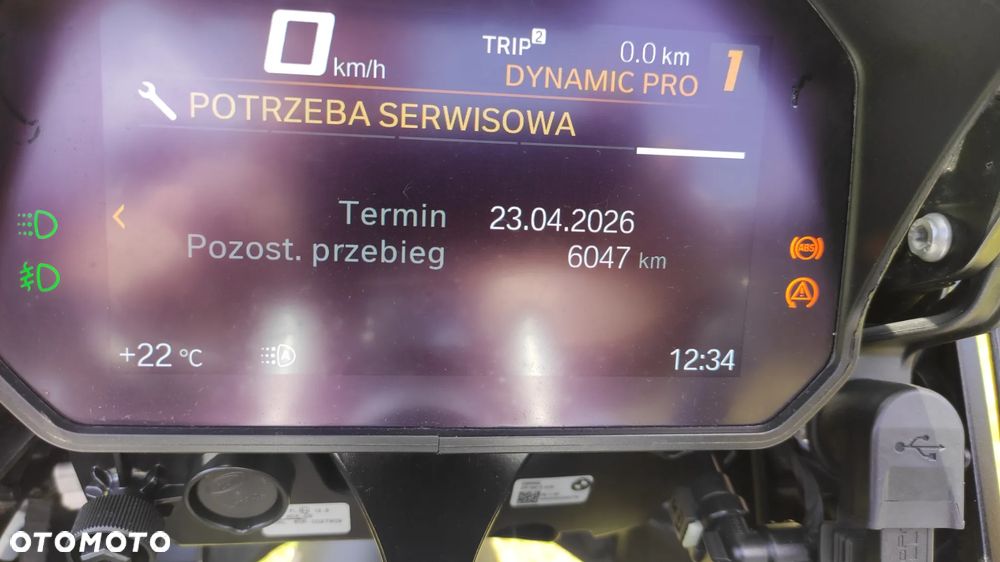 0 km/h
TRIP 2 0.0 km
DYNAMIC PRO
1
POTRZEBA SERWISOWA
Termin 23.04.2026
Pozost. przebieg 6047 km
ABS
+22 °C
A
12:34
OTOMOTO